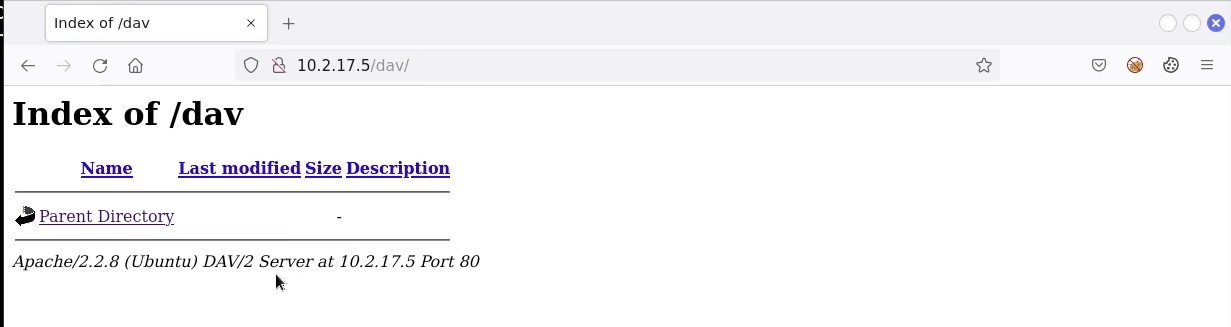 Index of /dav
10.2.17.5/dav/
Index of /dav
Name Last modified Size Description
Parent Directory -
Apache/2.2.8 (Ubuntu) DAV/2 Server at 10.2.17.5 Port 80